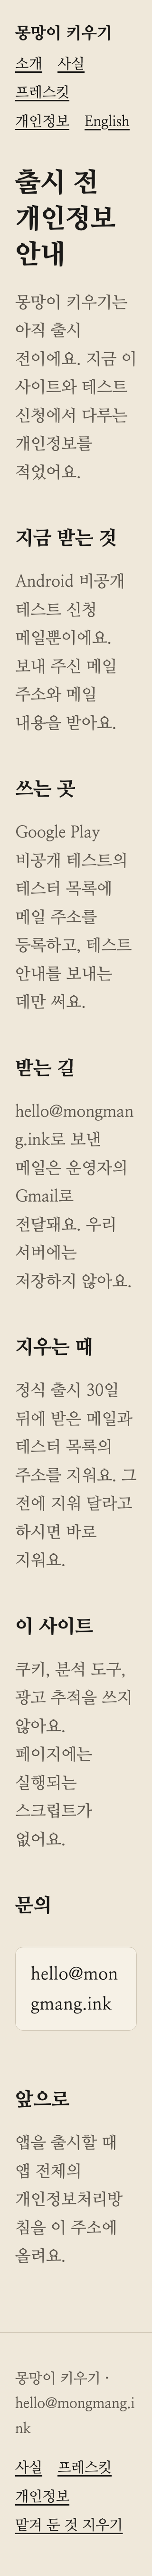 몽망이 키우기
소개 사실
프레스킷
개인정보 English
출시 전
개인정보
안내
몽망이 키우기는
아직 출시
전이에요. 지금 이
사이트와 테스트
신청에서 다루는
개인정보를
적었어요.
지금 받는 것
Android 비공개
테스트 신청
메일뿐이에요.
보내 주신 메일
주소와 메일
내용을 받아요.
쓰는 곳
Google Play
비공개 테스트의
테스터 목록에
메일 주소를
등록하고, 테스트
안내를 보내는
데만 써요.
받는 길
hello@mongman
g.ink로 보낸
메일은 운영자의
Gmail로
전달돼요. 우리
서버에는
저장하지 않아요.
지우는 때
정식 출시 30일
뒤에 받은 메일과
테스터 목록의
주소를 지워요. 그
전에 지워 달라고
하시면 바로
지워요.
이 사이트
쿠키, 분석 도구,
광고 추적을 쓰지
않아요.
페이지에는
실행되는
스크립트가
없어요.
문의
hello@mon
gmang.ink
앞으로
앱을 출시할 때
앱 전체의
개인정보처리방
침을 이 주소에
올려요.
몽망이 키우기 ·
hello@mongmang.i
nk
사실 프레스킷
개인정보
맡겨 둔 것 지우기